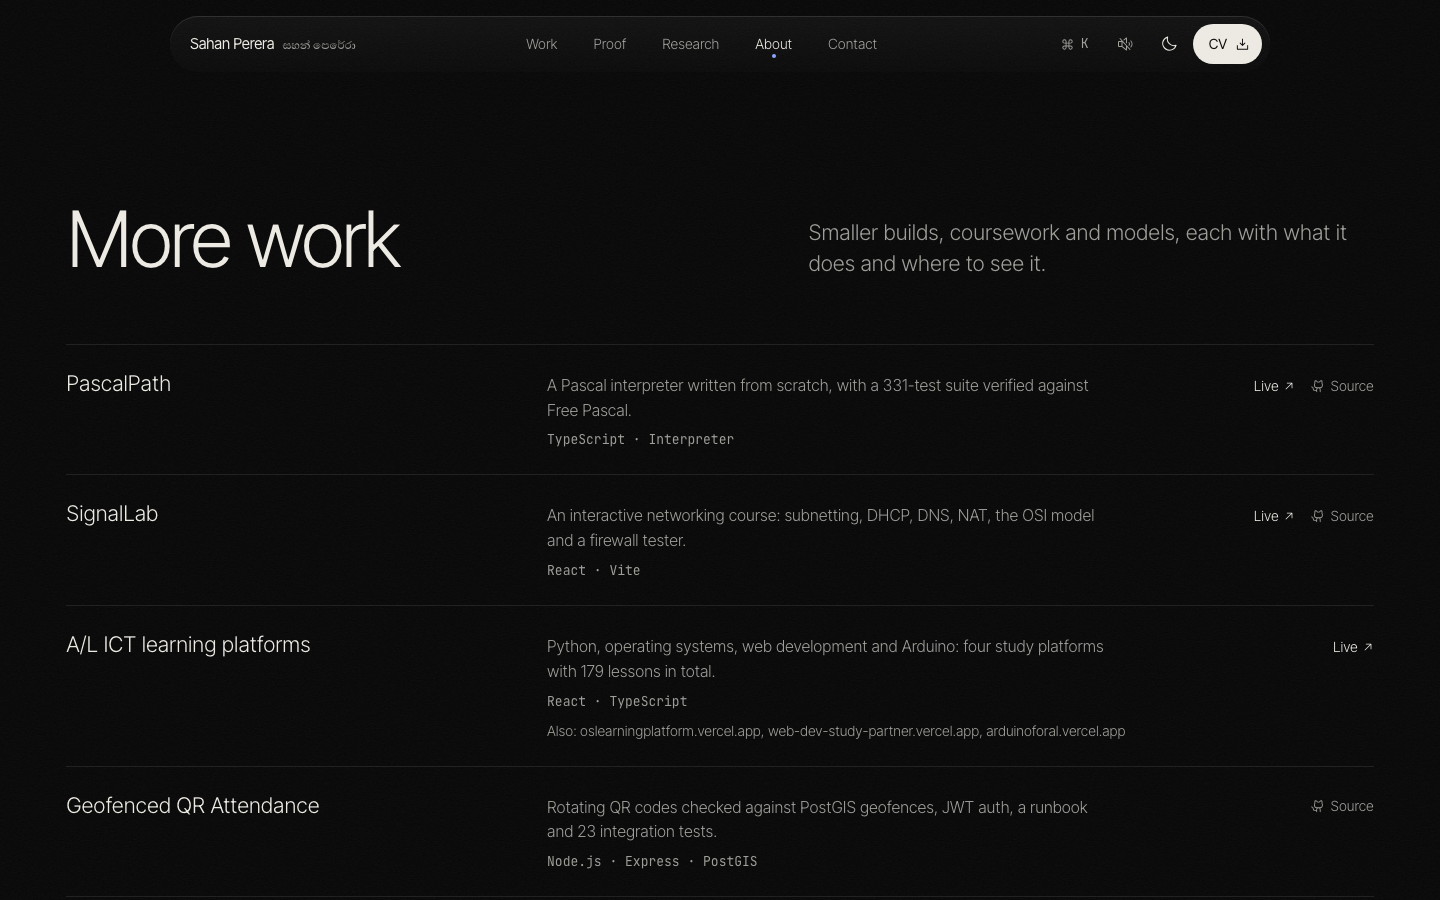 Sahan Perera සහන් පෙරේරා
Work
Proof
Research
About
Contact
⌘ K
CV
More work
Smaller builds, coursework and models, each with what it
does and where to see it.
PascalPath
A Pascal interpreter written from scratch, with a 331-test suite verified against
Free Pascal.
TypeScript · Interpreter
Live ↗
Source
SignalLab
An interactive networking course: subnetting, DHCP, DNS, NAT, the OSI model
and a firewall tester.
React · Vite
Live ↗
Source
A/L ICT learning platforms
Python, operating systems, web development and Arduino: four study platforms
with 179 lessons in total.
React · TypeScript
Also: oslearningplatform.vercel.app, web-dev-study-partner.vercel.app, arduinoforal.vercel.app
Live ↗
Geofenced QR Attendance
Rotating QR codes checked against PostGIS geofences, JWT auth, a runbook
and 23 integration tests.
Node.js · Express · PostGIS
Source